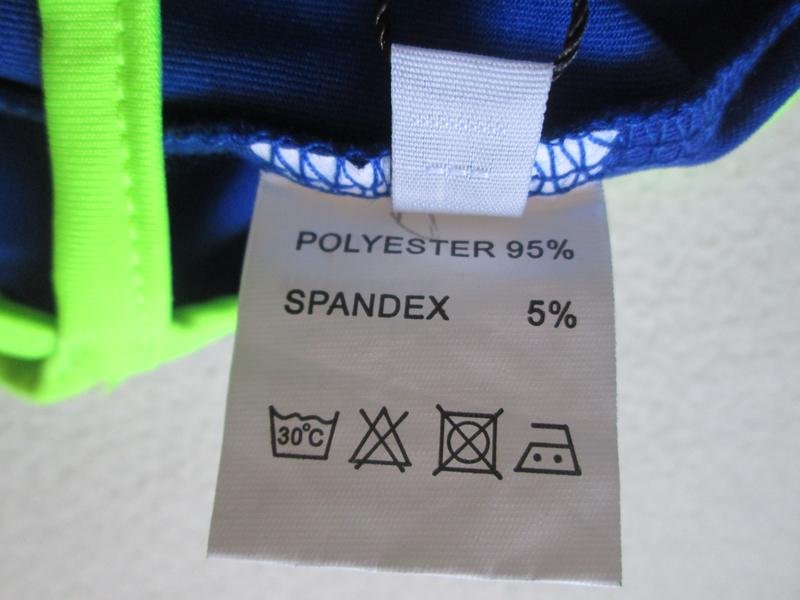 POLYESTER 95%
SPANDEX 5%
30°C